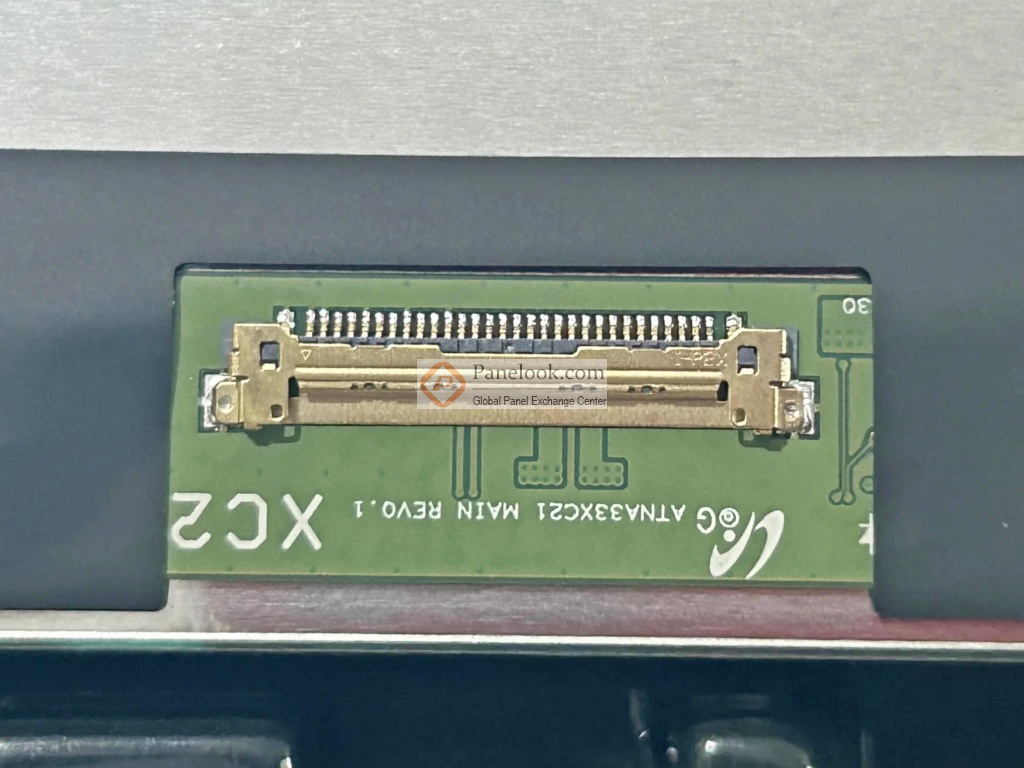 30
Panelook.com
Global Panel Exchange Center
ATNA33XC21 MAIN REV0.1
XC2